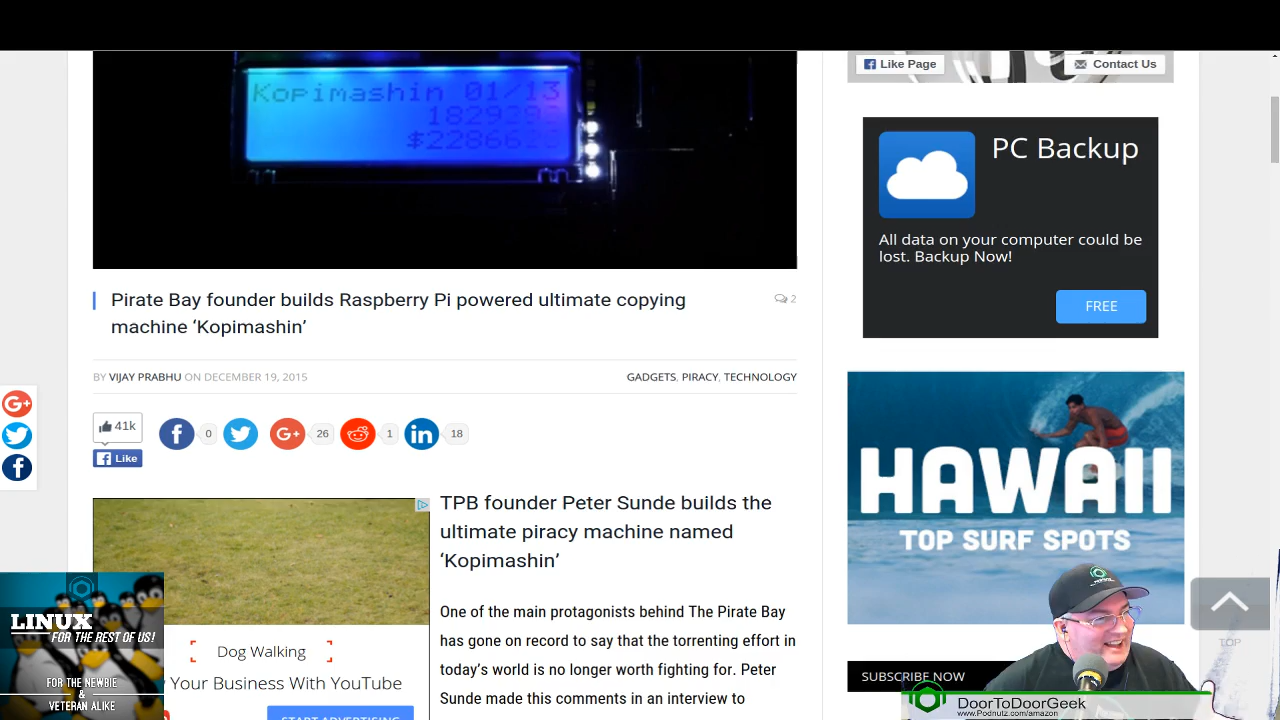 Like Page
Contact Us
Kopimashin 01/13
PC Backup
All data on your computer could be
lost. Backup Now!
FREE
Pirate Bay founder builds Raspberry Pi powered ultimate copying
machine ‘Kopimashin’
2
BY VIJAY PRABHU ON DECEMBER 19, 2015
GADGETS, PIRACY, TECHNOLOGY
41k
Like
0
26
1
18
HAWAII
TOP SURF SPOTS
TPB founder Peter Sunde builds the
ultimate piracy machine named
‘Kopimashin’
One of the main protagonists behind The Pirate Bay
has gone on record to say that the torrenting effort in
today’s world is no longer worth fighting for. Peter
Sunde made this comments in an interview to
Dog Walking
Your Business With YouTube
START ADVERTISING
LINUX
FOR THE REST OF US!
FOR THE NEWBIE
&
VETERAN ALIKE
TOP
SUBSCRIBE NOW
DoorToDoorGeek
www.Podnutz.com/amazon